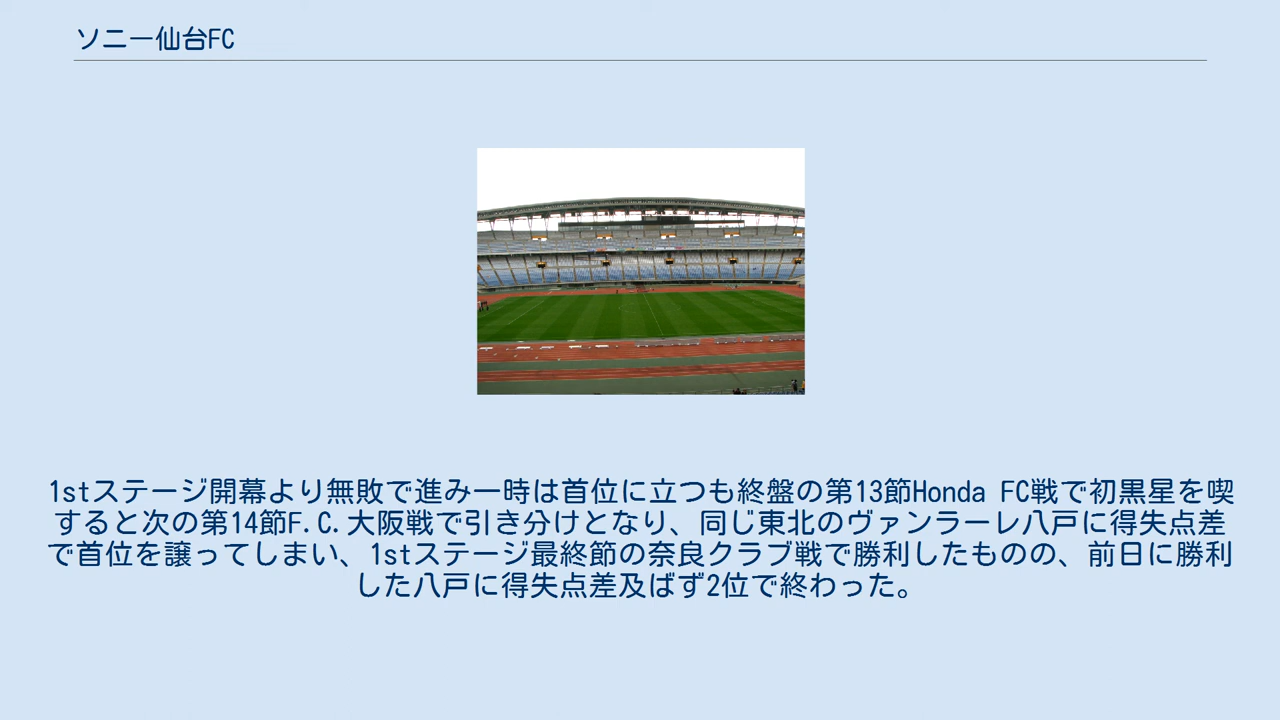 ソニー仙台FC
1stステージ開幕より無敗で進み一時は首位に立つも終盤の第13節Honda FC戦で初黒星を喫
すると次の第14節F.C.大阪戦で引き分けとなり、同じ東北のヴァンラーレ八戸に得失点差
で首位を譲ってしまい、1stステージ最終節の奈良クラブ戦で勝利したものの、前日に勝利
した八戸に得失点差及ばず2位で終わった。